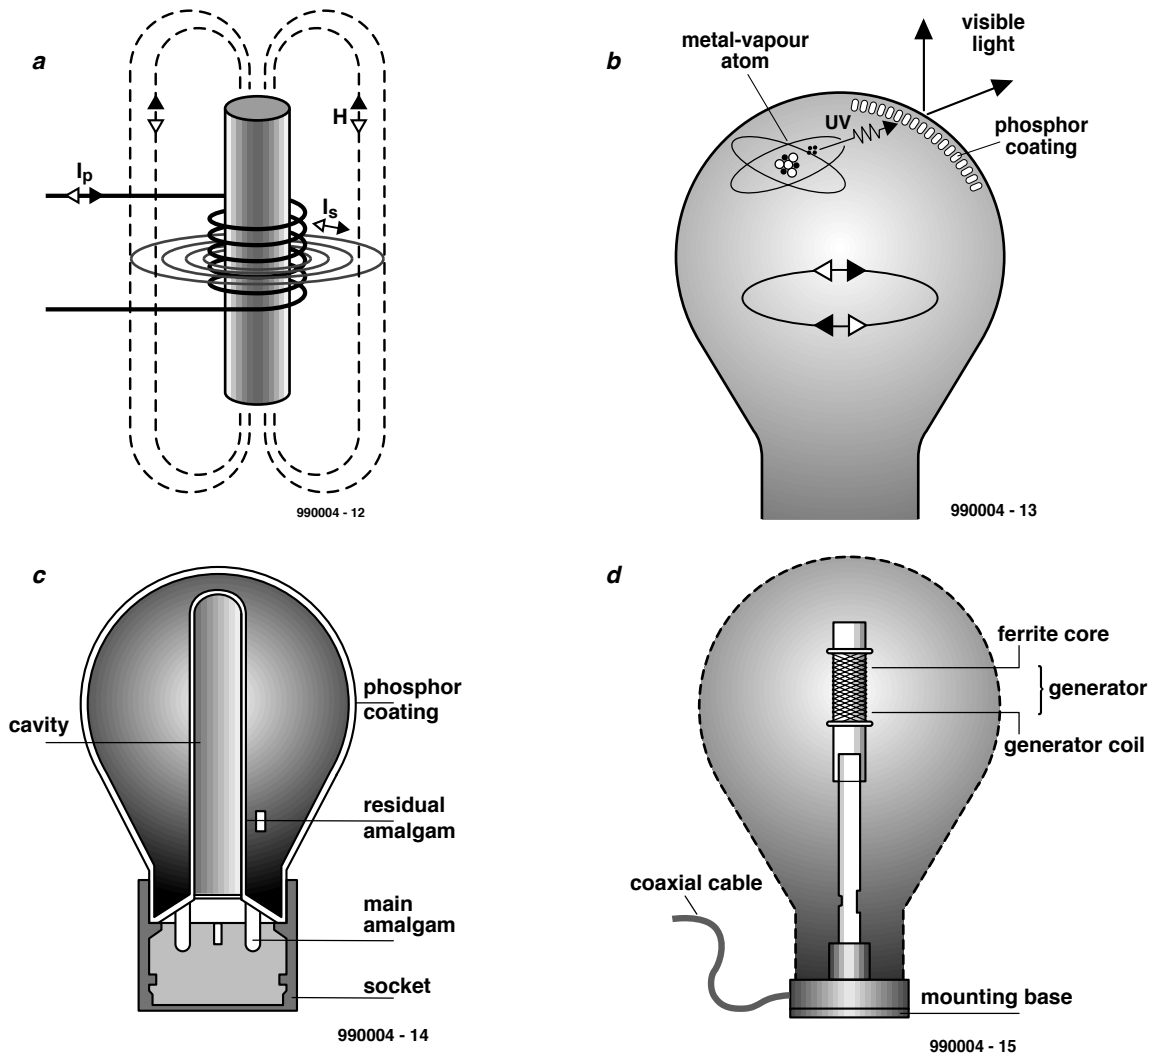 a
H
Ip
Is
990004 - 12
b
metal-vapour
atom
visible
light
UV
phosphor
coating
990004 - 13
c
cavity
phosphor
coating
residual
amalgam
main
amalgam
socket
990004 - 14
d
ferrite core
generator
generator coil
coaxial cable
mounting base
990004 - 15